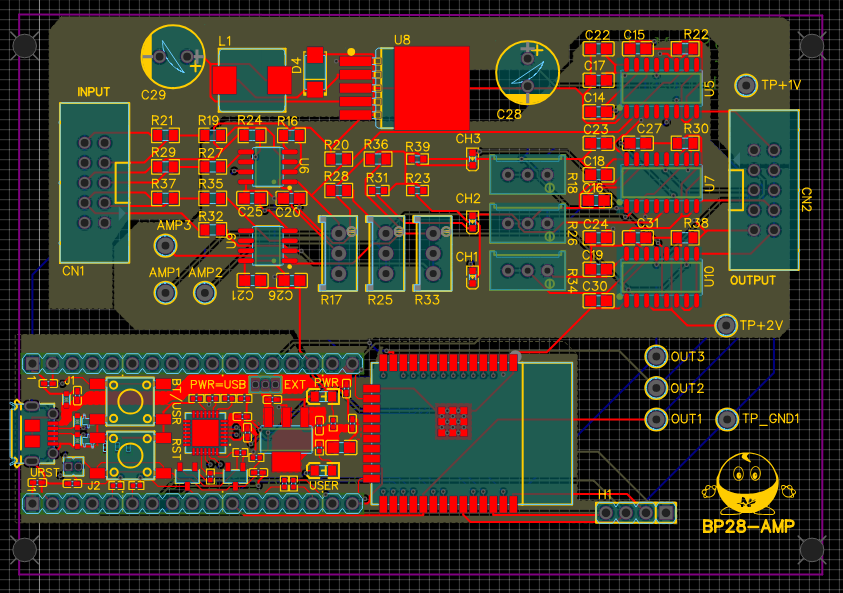 L1
U8
D4
C29
C28
C22 C15 R22
C17
U5
TP+1V
C14
INPUT
R21 R19 R24 R16
C23 C27 R30
CH3
R20 R36 R39
U6
R29 R27
R18
C18
U7
R37 R35
R28 R31 R23
CH2
C16
CN2
C25 C20
R32
AMP3
U9
R26
C24 C31 R38
CN1
AMP1 AMP2
CH1
C19
R34
U10
OUTPUT
C21 C26
R17 R25 R33
C30
TP+2V
OUT3
J1
BT/USR
PWR=USB
EXT
PWR
OUT2
OUT1
TP_GND1
RST
URST
J2
USER
1
1
H1
BP28-AMP